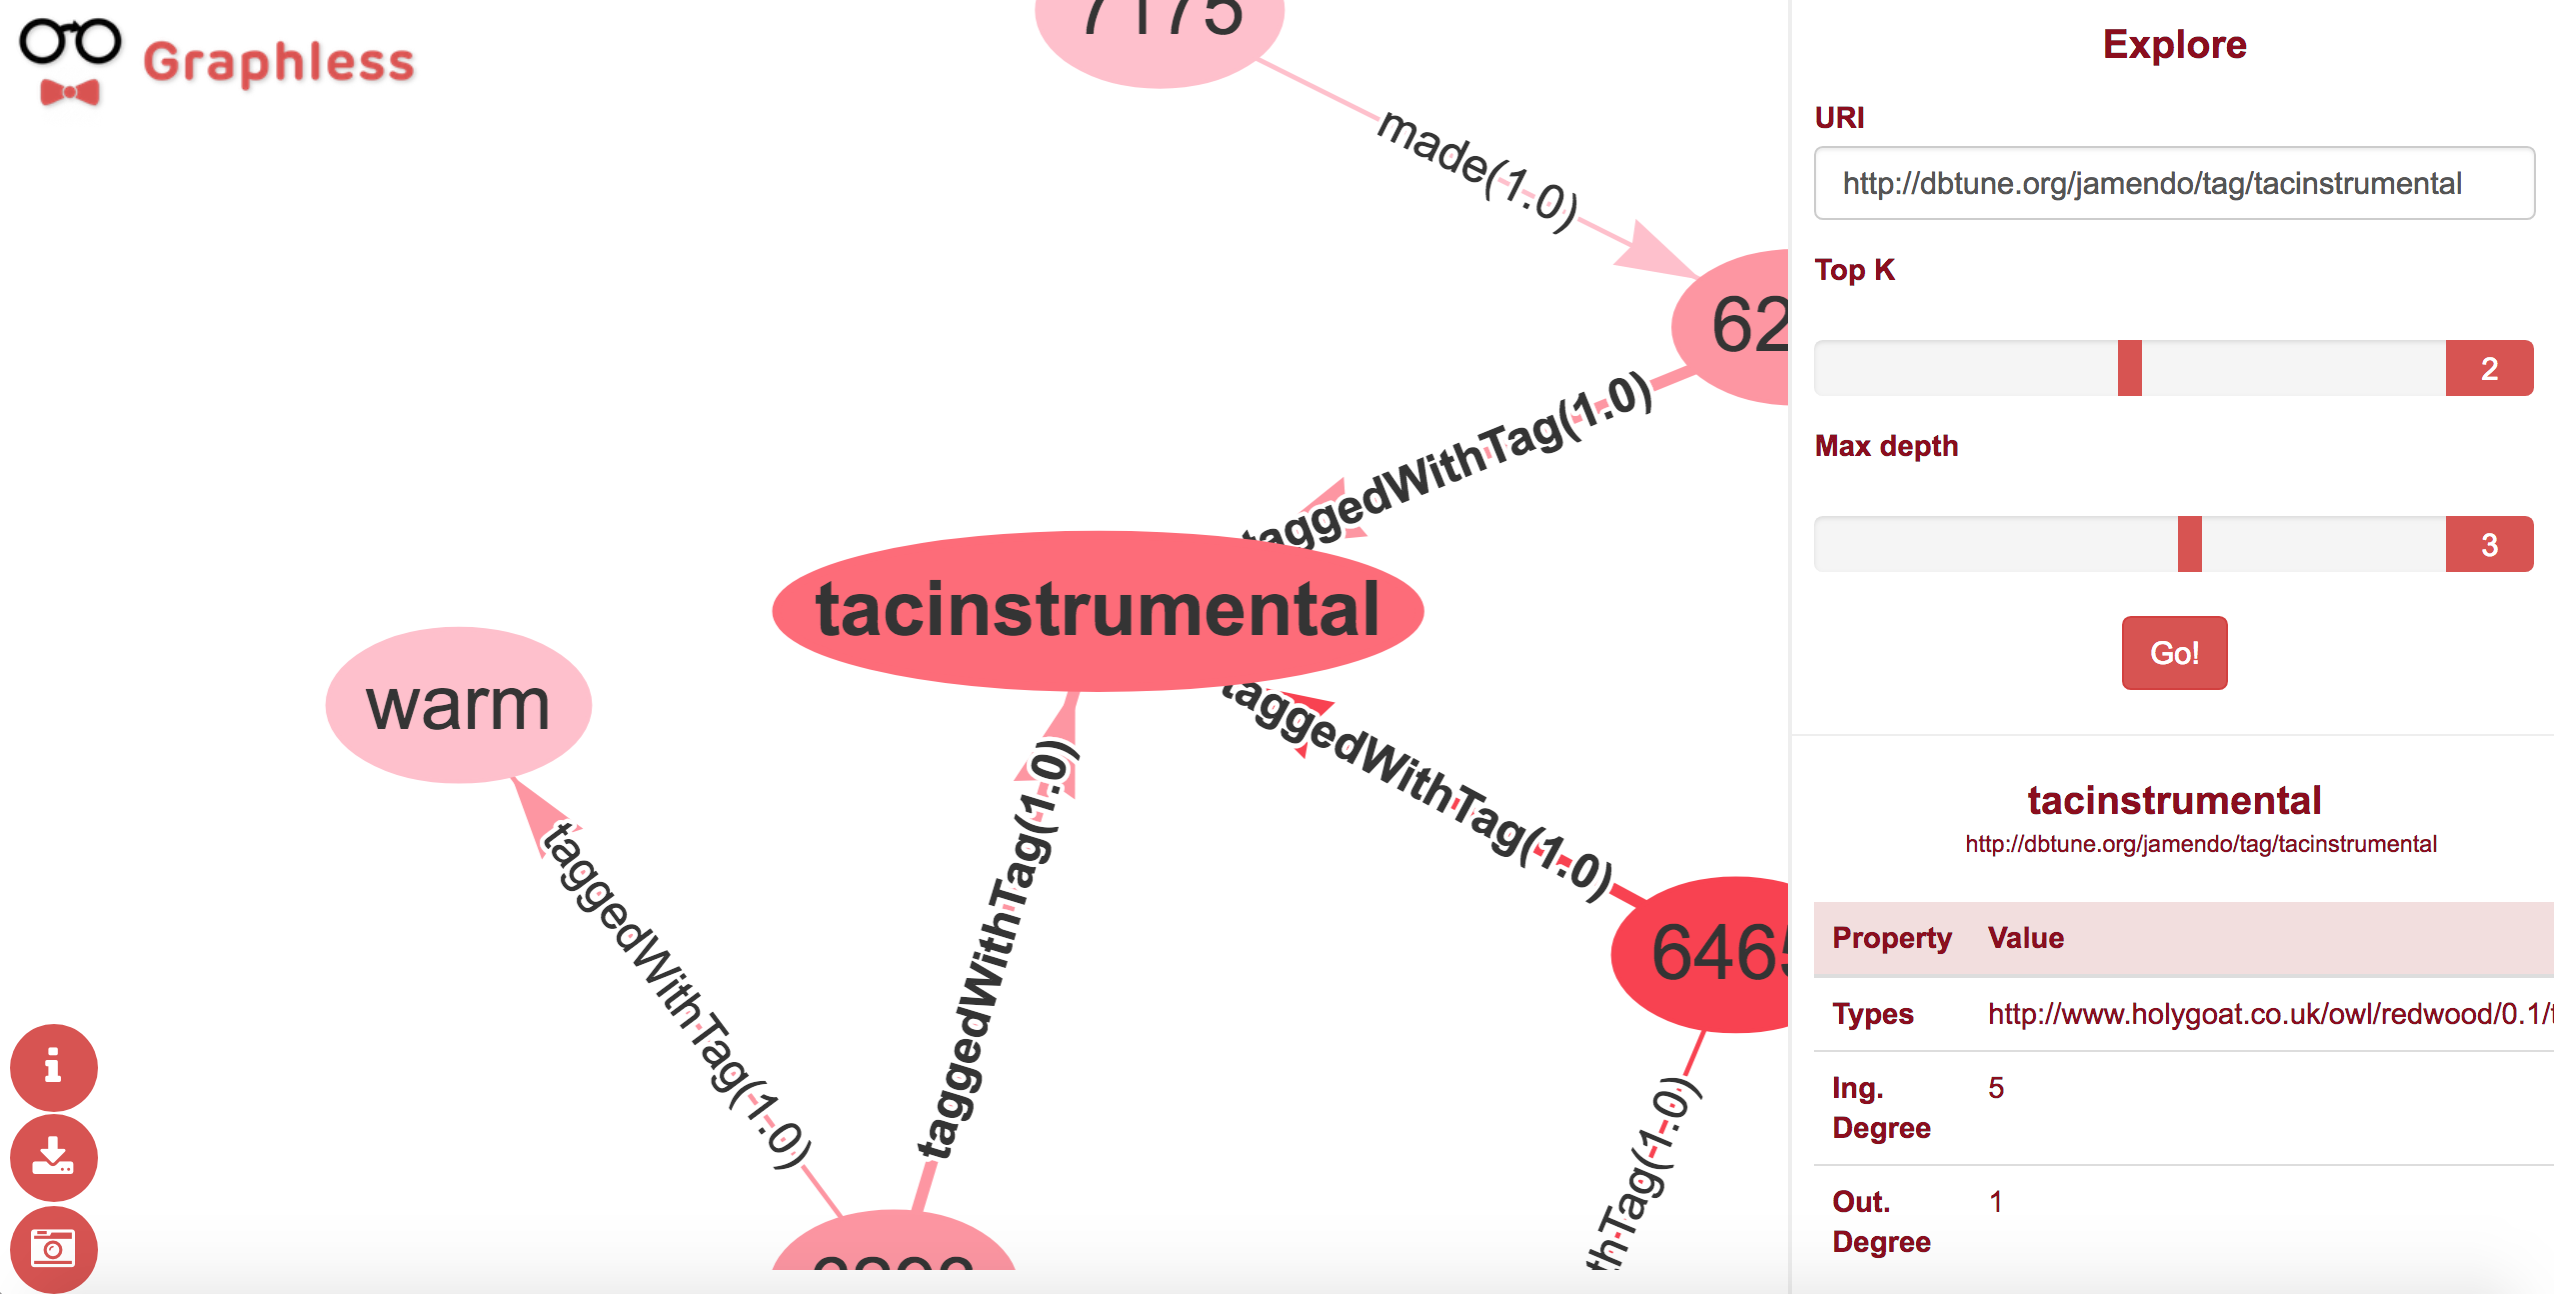 Graphless
7175
made(1.0)
62
taggedWithTag(1.0)
tacinstrumental
warm
taggedWithTag(1.0)
taggedWithTag(1.0)
taggedWithTag(1.0)
6465
thTag(1.0)
Explore
URI
http://dbtune.org/jamendo/tag/tacinstrumental
Top K
2
Max depth
3
Go!
tacinstrumental
http://dbtune.org/jamendo/tag/tacinstrumental
Property Value
Types http://www.holygoat.co.uk/owl/redwood/0.1/t
Ing. 5
Degree
Out. 1
Degree